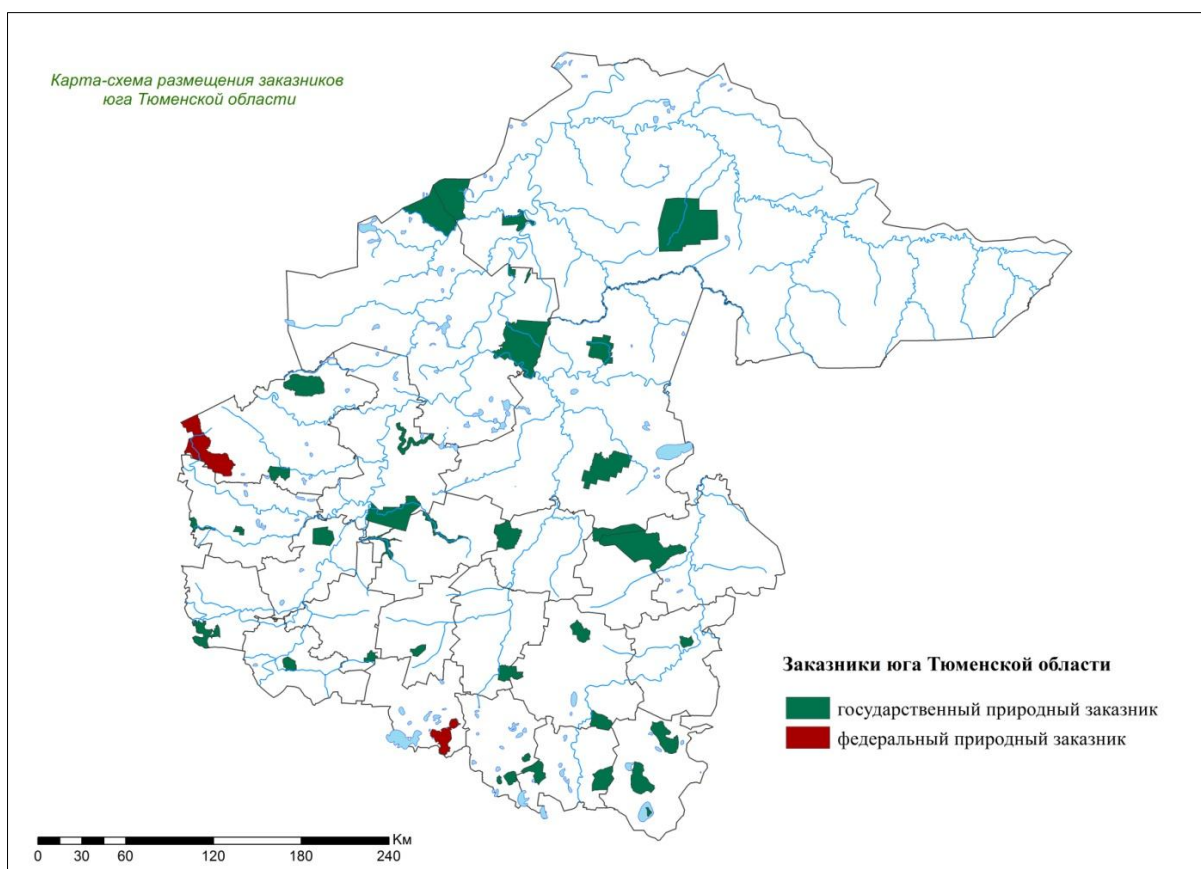 Карта-схема размещения заказников
юга Тюменской области
Заказники юга Тюменской области
государственный природный заказник
федеральный природный заказник
Км
0 30 60 120 180 240